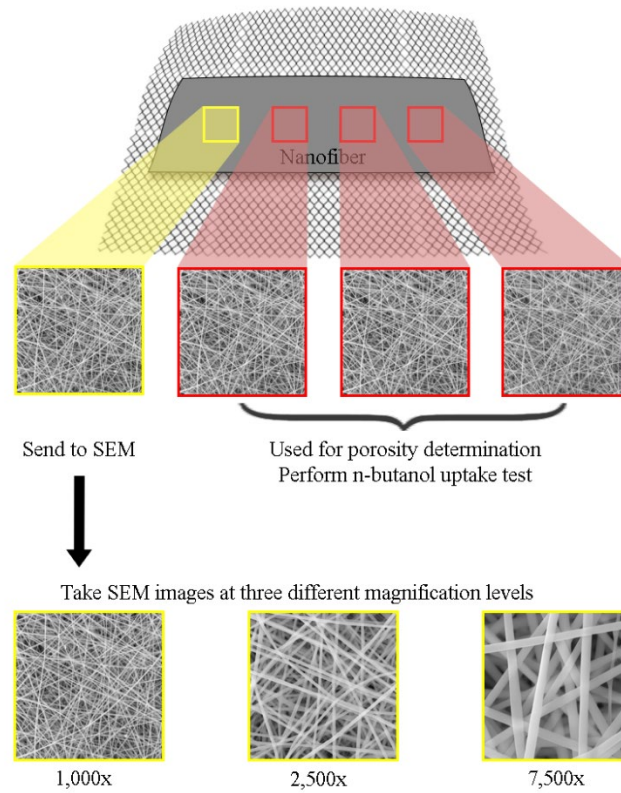 Nanofiber
Send to SEM
Used for porosity determination
Perform n-butanol uptake test
Take SEM images at three different magnification levels
1,000x
2,500x
7,500x